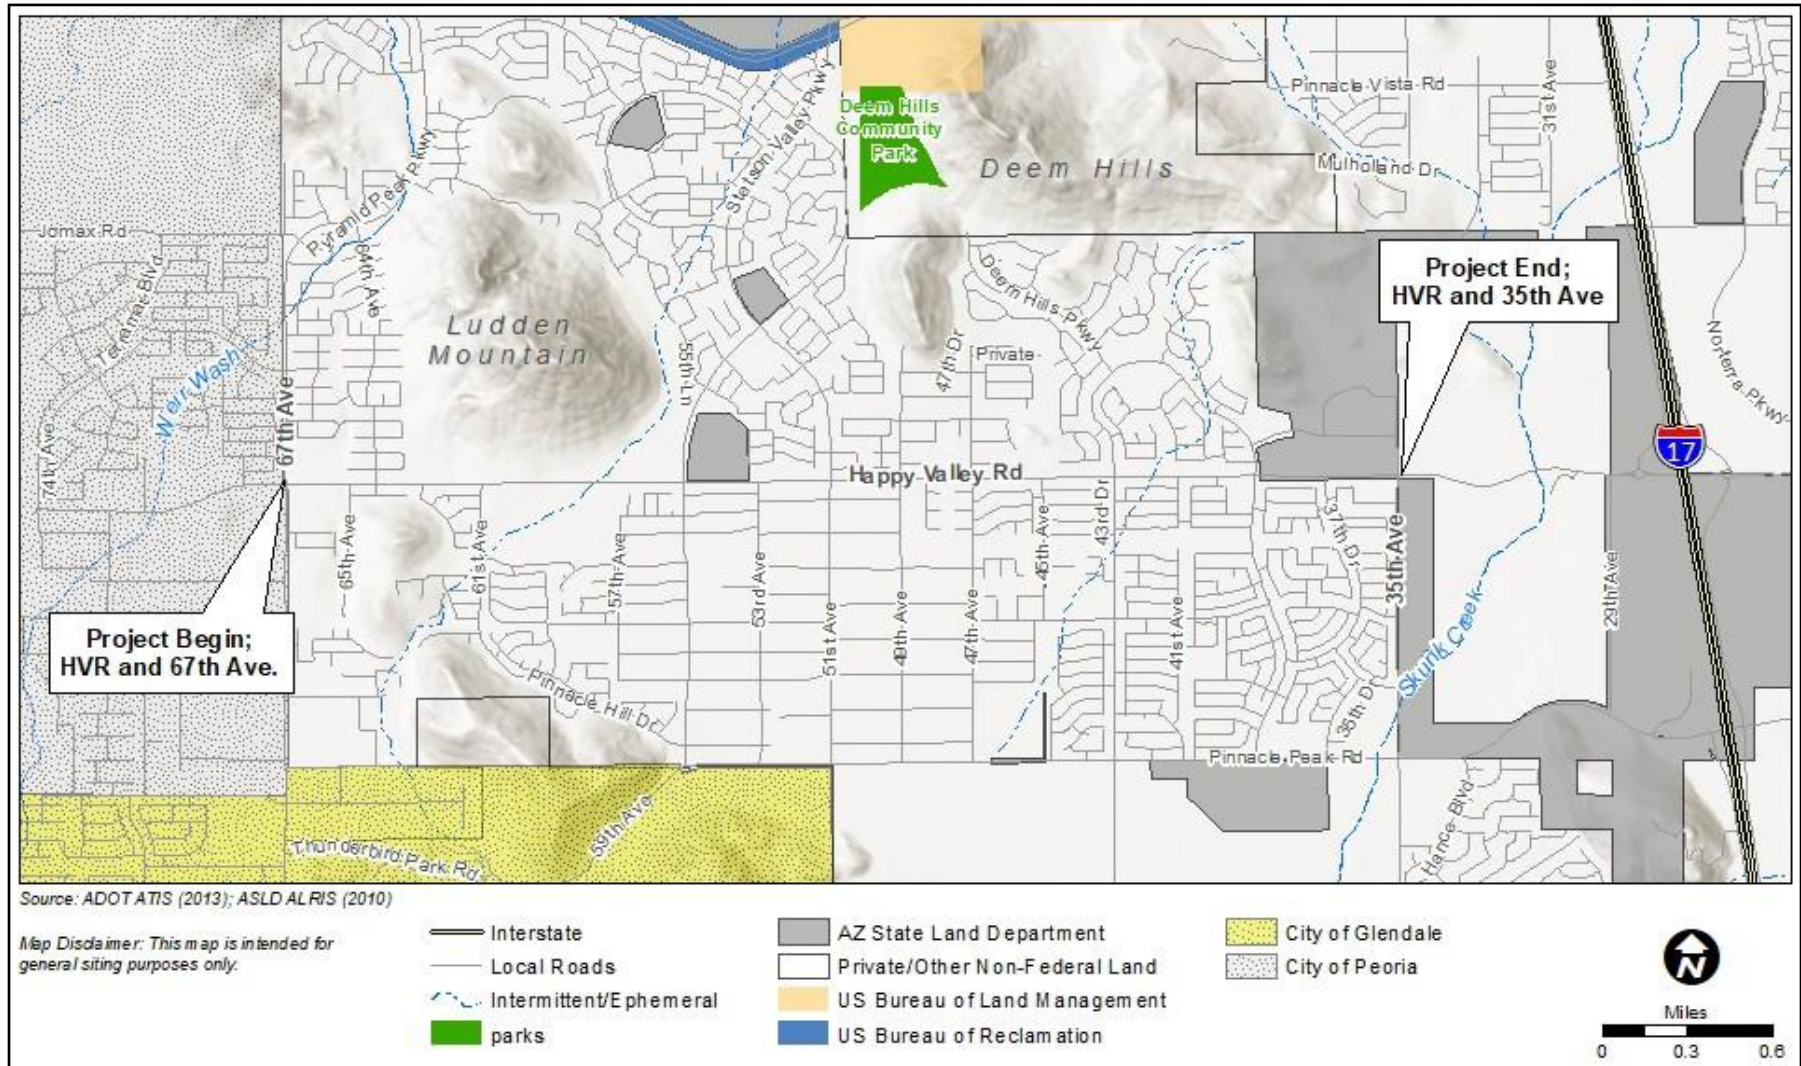 Pinnacle Vista Rd
31st Ave
Stetson Valley Pkwy
Deem Hills
Community
Park
Deem Hills
Mulholland Dr
Pyramid Peak Pkwy
Jomax Rd
64th Ave
Terramar Blvd
Project End;
HVR and 35th Ave
Deem Hills Pkwy
Ludden
Mountain
Norterra Pkwy
Weir Wash
67th Ave
55th Ln
47th Dr
Private
74th Ave
17
Happy Valley Rd
43rd Dr
37th Dr
65th Ave
61st Ave
57th Ave
53rd Ave
45th Ave
35th Ave
29th Ave
51st Ave
49th Ave
47th Ave
41st Ave
Skunk Creek
Project Begin;
HVR and 67th Ave.
Pinnacle Hill Dr
35th Dr
Pinnacle Peak Rd
59th Ave
Hance Blvd
Thunderbird Park Rd
Source: ADOT ATIS (2013); ASLD ALRIS (2010)
Map Disclaimer: This map is intended for
general siting purposes only.
Interstate
Local Roads
Intermittent/Ephemeral
parks
AZ State Land Department
Private/Other Non-Federal Land
US Bureau of Land Management
US Bureau of Reclamation
City of Glendale
City of Peoria
N
Miles
0 0.3 0.6